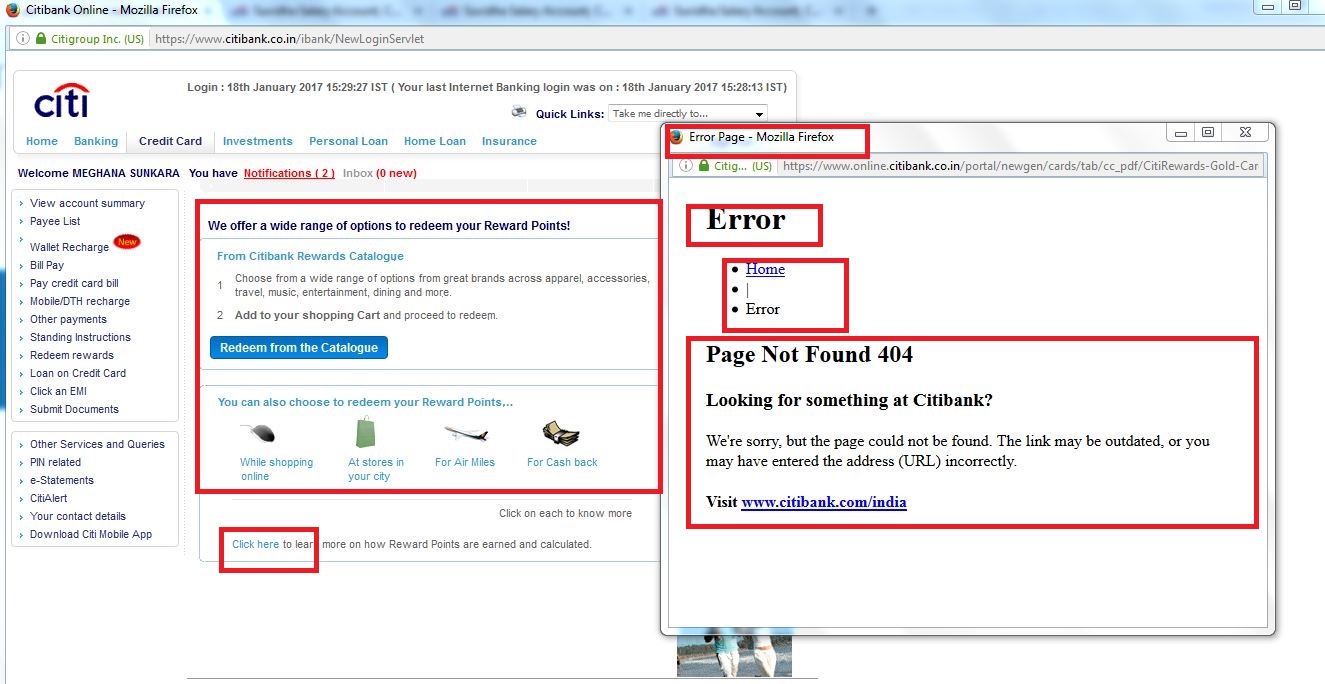 Citibank Online - Mozilla Firefox
Citigroup Inc. (US) https://www.citibank.co.in/ibank/NewLoginServlet
citi
Login : 18th January 2017 15:29:27 IST ( Your last Internet Banking login was on : 18th January 2017 15:28:13 IST)
Quick Links: Take me directly to...
Home Banking Credit Card Investments Personal Loan Home Loan Insurance
Welcome MEGHANA SUNKARA You have Notifications ( 2 ) Inbox (0 new)
View account summary
Payee List
Wallet Recharge New
Bill Pay
Pay credit card bill
Mobile/DTH recharge
Other payments
Standing Instructions
Redeem rewards
Loan on Credit Card
Click an EMI
Submit Documents
Other Services and Queries
PIN related
e-Statements
CitiAlert
Your contact details
Download Citi Mobile App
We offer a wide range of options to redeem your Reward Points!
From Citibank Rewards Catalogue
1 Choose from a wide range of options from great brands across apparel, accessories,
travel, music, entertainment, dining and more.
2 Add to your shopping Cart and proceed to redeem.
Redeem from the Catalogue
You can also choose to redeem your Reward Points,..
While shopping
online
At stores in
your city
For Air Miles
For Cash back
Click on each to know more
Click here to learn more on how Reward Points are earned and calculated.
Error Page - Mozilla Firefox
Citig... (US) https://www.online.citibank.co.in/portal/newgen/cards/tab/cc_pdf/CitiRewards-Gold-Car
Error
Home
|
Error
Page Not Found 404
Looking for something at Citibank?
We're sorry, but the page could not be found. The link may be outdated, or you
may have entered the address (URL) incorrectly.
Visit www.citibank.com/india